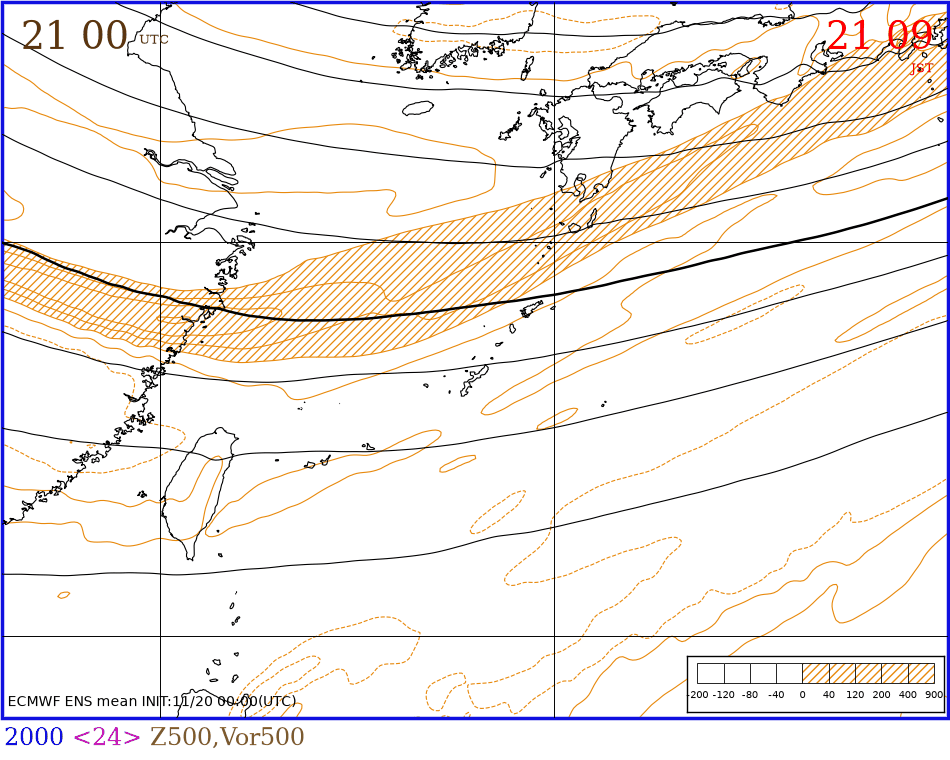 21 00 UTC
21 09
JST
-200 -120 -80 -40 0 40 120 200 400 900
ECMWF ENS mean INIT:11/20 00:00(UTC)
2000 <24> Z500,Vor500